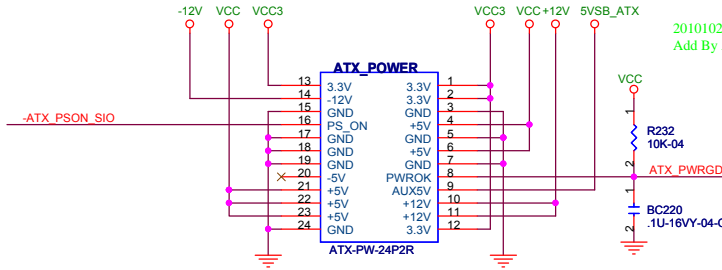 -12V VCC VCC3 VCC3 VCC +12V 5VSB_ATX
2010102
Add By
ATX_POWER
VCC
13 3.3V 3.3V 1
14 -12V 3.3V 2
15 GND GND 3
-ATX_PSON_SIO 16 PS_ON +5V 4
17 GND GND 5
18 GND +5V 6
19 GND GND 7
20 -5V PWROK 8
21 +5V AUX5V 9
22 +5V +12V 10
23 +5V +12V 11
24 GND 3.3V 12
ATX-PW-24P2R
1
R232
10K-04
2
ATX_PWRGD
1
BC220
.1U-16VY-04-
2